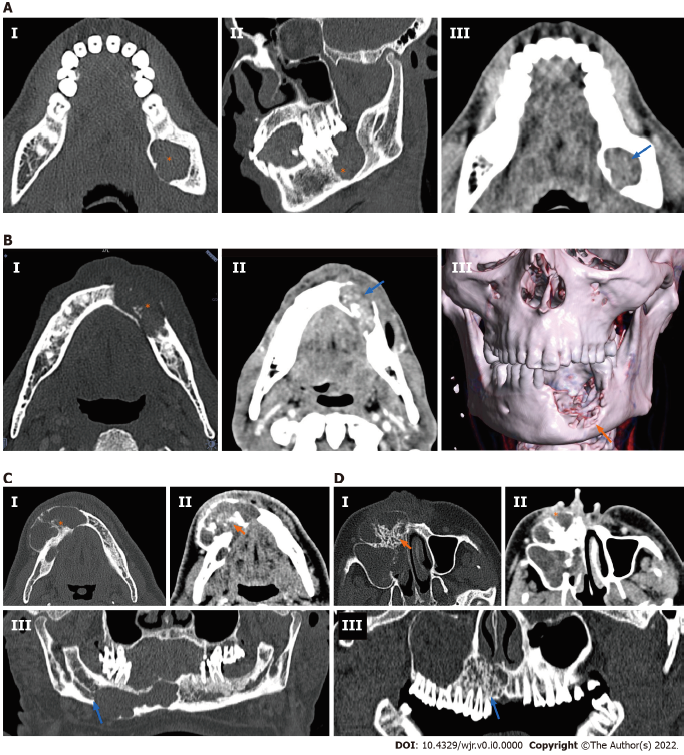 A
I
II
III
B
I
II
III
C
I
II
D
I
II
III
III
DOI: 10.4329/wjr.v0.i0.0000 Copyright ©The Author(s) 2022.